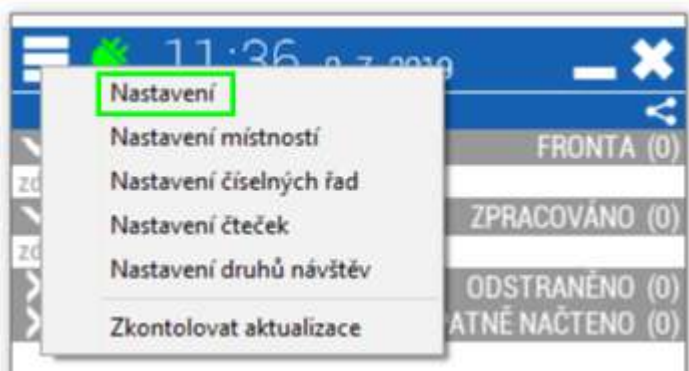 11:36
Nastavení
Nastavení místností
FRONTA (0)
Nastavení číselných řad
Nastavení čteček
ZPRACOVÁNO (0)
Nastavení druhů návštěv
ODSTRANĚNO (0)
Zkontolovat aktualizace
NAČTENO (0)